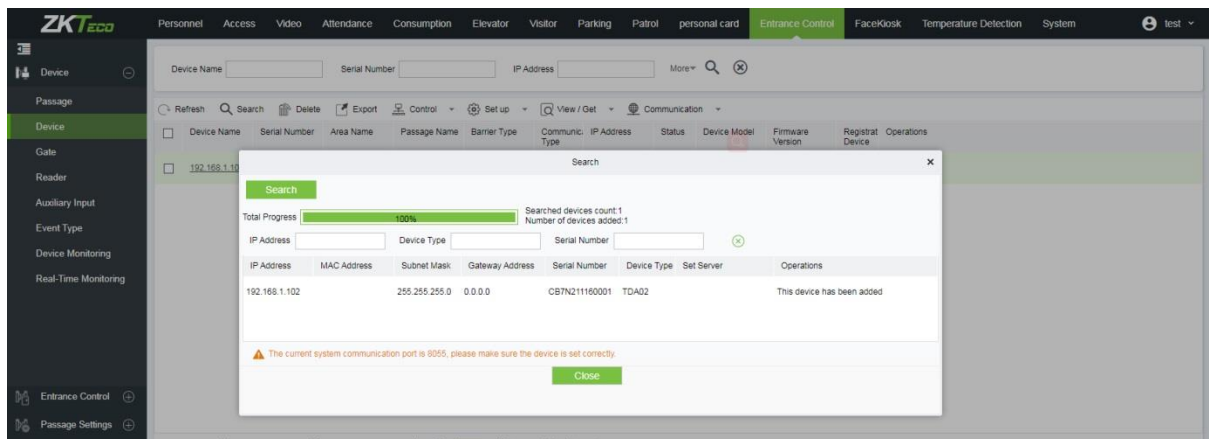 ZKTECO Personnel Access Video Attendance Consumption Elevator Visitor Parking Patrol personal card Entrance Control FaceKiosk Temperature Detection System test
Device
Passage
Device
Gate
Reader
Auxiliary Input
Event Type
Device Monitoring
Real-Time Monitoring
Entrance Control
Passage Settings
Device Name Serial Number IP Address More
Refresh Search Delete Export Control Set up View / Get Communication
Device Name Serial Number Area Name Passage Name Barrier Type Communic. Type IP Address Status Device Model Firmware Version Registrat Device Operations
192.168.1.10
Search
Search
Total Progress 100% Searched devices count:1
Number of devices added:1
IP Address Device Type Serial Number
IP Address MAC Address Subnet Mask Gateway Address Serial Number Device Type Set Server Operations
192.168.1.102 255.255.255.0 0.0.0.0 CB7N211160001 TDA02 This device has been added
The current system communication port is 8055, please make sure the device is set correctly.
Close